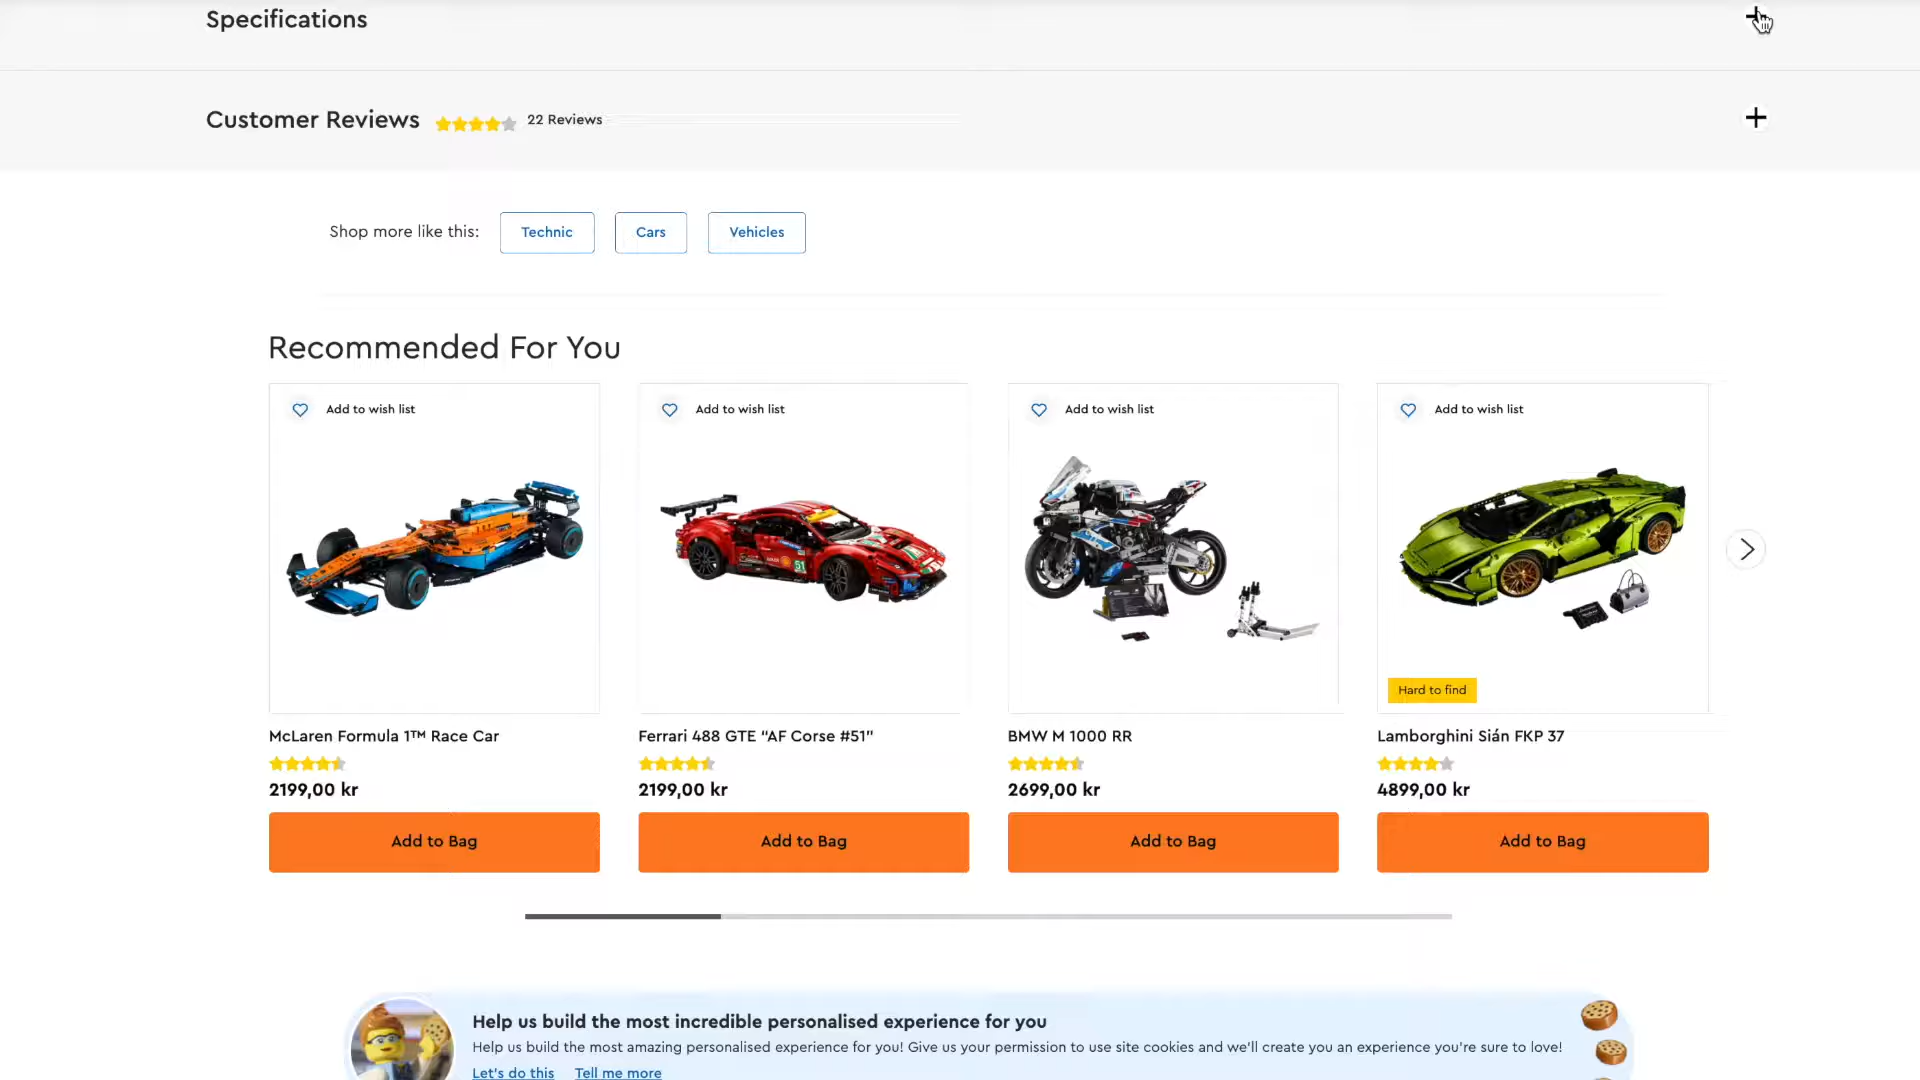 Specifications
Customer Reviews 22 Reviews
Shop more like this: Technic Cars Vehicles
Recommended For You
Add to wish list Add to wish list Add to wish list Add to wish list
51
Hard to find
McLaren Formula 1™ Race Car Ferrari 488 GTE “AF Corse #51” BMW M 1000 RR Lamborghini Sián FKP 37
2199,00 kr 2199,00 kr 2699,00 kr 4899,00 kr
Add to Bag Add to Bag Add to Bag Add to Bag
Help us build the most incredible personalised experience for you
Help us build the most amazing personalised experience for you! Give us your permission to use site cookies and we'll create you an experience you're sure to love!
Let's do this Tell me more